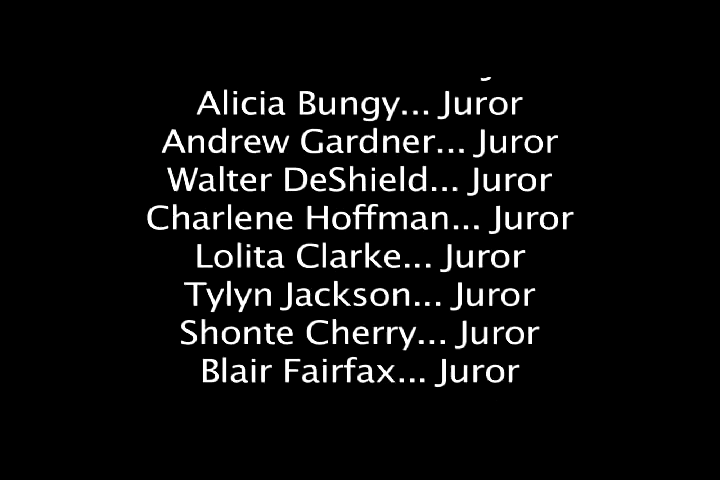 Alicia Bungy... Juror
Andrew Gardner... Juror
Walter DeShield... Juror
Charlene Hoffman... Juror
Lolita Clarke... Juror
Tylyn Jackson... Juror
Shonte Cherry... Juror
Blair Fairfax... Juror